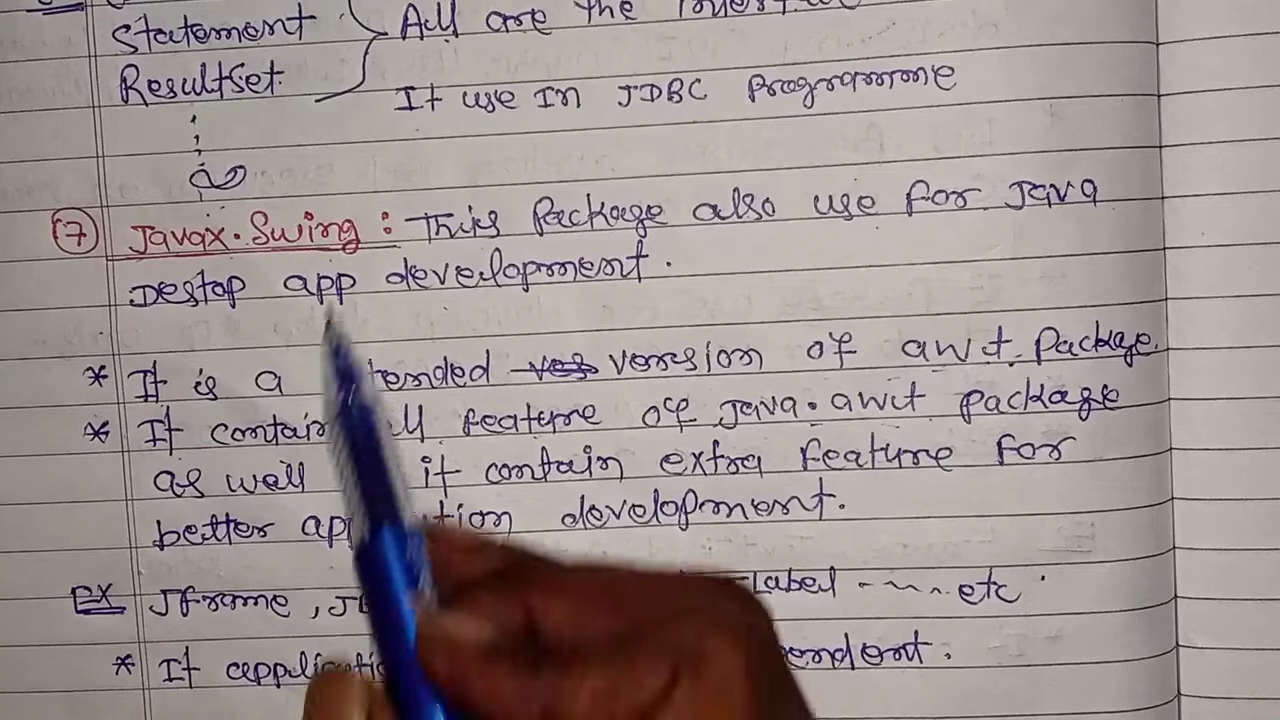 Statement
Resultset.
All are the
It use In JDBC Programme
(7) Javax.Swing : This Package also use for Java
Destop app development.
* It is a tended version of awt. Package.
* It contain feature of Java.awt package
as well it contain extra feature for
better development.
Ex Jframe, Label etc.
* It